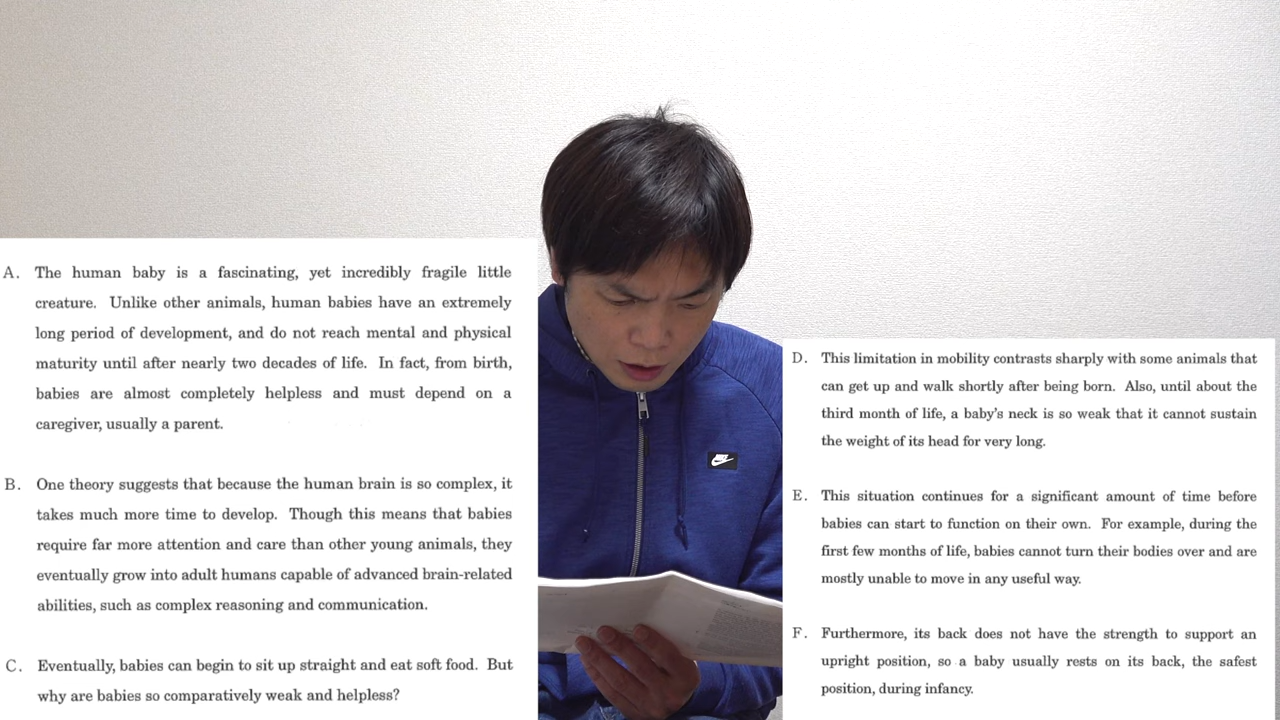 A. The human baby is a fascinating, yet incredibly fragile little
creature. Unlike other animals, human babies have an extremely
long period of development, and do not reach mental and physical
maturity until after nearly two decades of life. In fact, from birth,
babies are almost completely helpless and must depend on a
caregiver, usually a parent.
B. One theory suggests that because the human brain is so complex, it
takes much more time to develop. Though this means that babies
require far more attention and care than other young animals, they
eventually grow into adult humans capable of advanced brain-related
abilities, such as complex reasoning and communication.
C. Eventually, babies can begin to sit up straight and eat soft food. But
why are babies so comparatively weak and helpless?
D. This limitation in mobility contrasts sharply with some animals that
can get up and walk shortly after being born. Also, until about the
third month of life, a baby's neck is so weak that it cannot sustain
the weight of its head for very long.
E. This situation continues for a significant amount of time before
babies can start to function on their own. For example, during the
first few months of life, babies cannot turn their bodies over and are
mostly unable to move in any useful way.
F. Furthermore, its back does not have the strength to support an
upright position, so a baby usually rests on its back, the safest
position, during infancy.